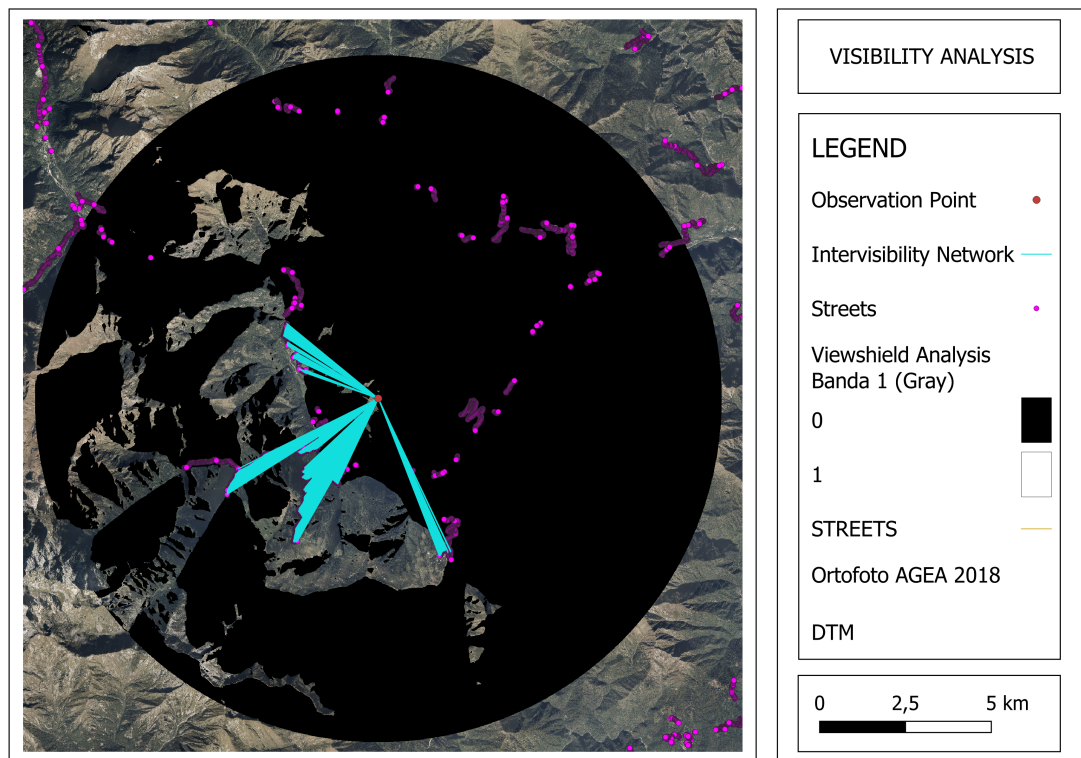 VISIBILITY ANALYSIS
LEGEND
Observation Point
Intervisibility Network
Streets
Viewshield Analysis
Banda 1 (Gray)
0
1
STREETS
Ortofoto AGEA 2018
DTM
0 2,5 5 km